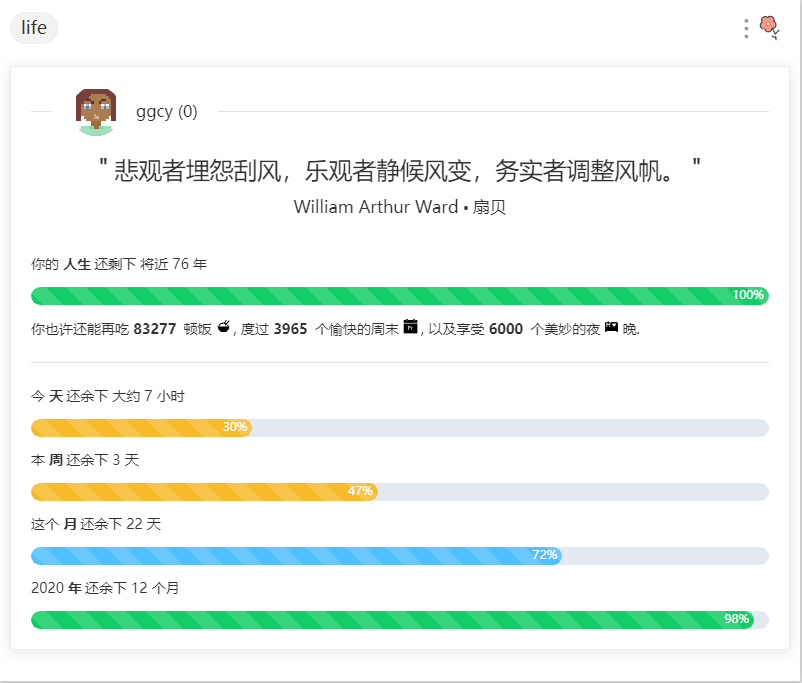 life
ggcy (0)
" 悲观者埋怨刮风，乐观者静候风变，务实者调整风帆。 "
William Arthur Ward • 扇贝
你的 人生 还剩下 将近 76 年
100%
你也许还能再吃 83277 顿饭 , 度过 3965 个愉快的周末 , 以及享受 6000 个美妙的夜 晚.
今 天 还余下 大约 7 小时
30%
本 周 还余下 3 天
47%
这个 月 还余下 22 天
72%
2020 年 还余下 12 个月
98%